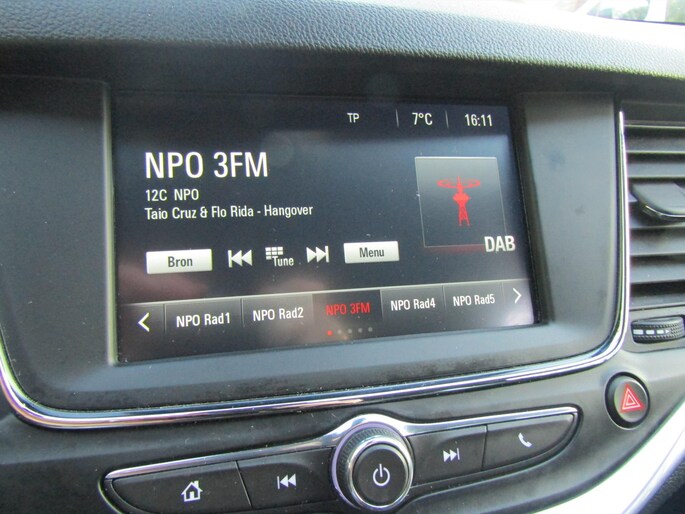 TP 7°C 16:11
NPO 3FM
12C NPO
Taio Cruz & Flo Rida - Hangover
DAB
Bron Tune Menu
NPO Rad1 NPO Rad2 NPO 3FM NPO Rad4 NPO Rad5